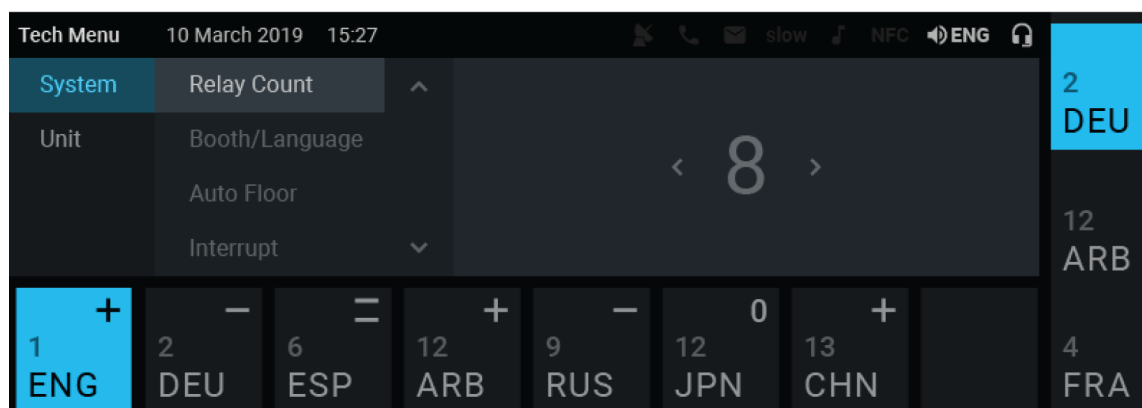 Tech Menu 10 March 2019 15:27 slow NFC ENG
System Relay Count
Unit Booth/Language
Auto Floor
Interrupt
< 8 >
2
DEU
12
ARB
4
FRA
+ − = + − 0 +
1 2 6 12 9 12 13
ENG DEU ESP ARB RUS JPN CHN